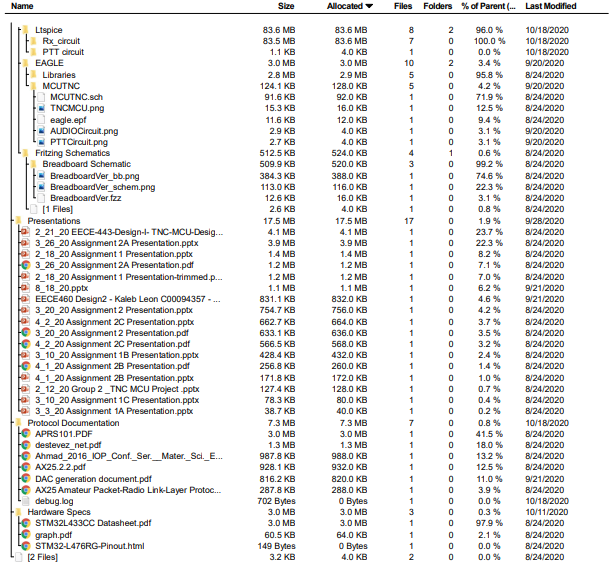 Name Size Allocated Files Folders % of Parent (... Last Modified
Ltspice 83.6 MB 83.6 MB 8 2 96.0 % 10/18/2020
Rx_circuit 83.5 MB 83.6 MB 7 0 100.0 % 10/18/2020
PTT circuit 1.1 KB 4.0 KB 1 0 0.0 % 10/18/2020
EAGLE 3.0 MB 3.0 MB 10 2 3.4 % 9/20/2020
Libraries 2.8 MB 2.9 MB 5 0 95.8 % 8/24/2020
MCUTNC 124.1 KB 128.0 KB 5 0 4.2 % 9/20/2020
MCUTNC.sch 91.6 KB 92.0 KB 1 0 71.9 % 8/24/2020
TNCMCU.png 15.3 KB 16.0 KB 1 0 12.5 % 8/24/2020
eagle.epf 11.6 KB 12.0 KB 1 0 9.4 % 8/24/2020
AUDIOCircuit.png 2.9 KB 4.0 KB 1 0 3.1 % 9/20/2020
PTTCircuit.png 2.7 KB 4.0 KB 1 0 3.1 % 9/20/2020
Fritzing Schematics 512.5 KB 524.0 KB 4 1 0.6 % 8/24/2020
Breadboard Schematic 509.9 KB 520.0 KB 3 0 99.2 % 8/24/2020
BreadboardVer_bb.png 384.3 KB 388.0 KB 1 0 74.6 % 8/24/2020
BreadboardVer_schem.png 113.0 KB 116.0 KB 1 0 22.3 % 8/24/2020
BreadboardVer.fzz 12.6 KB 16.0 KB 1 0 3.1 % 8/24/2020
[1 Files] 2.6 KB 4.0 KB 1 0 0.8 % 8/24/2020
Presentations 17.5 MB 17.5 MB 17 0 1.9 % 9/28/2020
2_21_20 EECE-443-Design-I- TNC-MCU-Desig... 4.1 MB 4.1 MB 1 0 23.7 % 8/24/2020
3_26_20 Assignment 2A Presentation.pptx 3.9 MB 3.9 MB 1 0 22.3 % 8/24/2020
2_18_20 Assignment 1 Presentation.pptx 1.4 MB 1.4 MB 1 0 8.2 % 8/24/2020
3_26_20 Assignment 2A Presentation.pdf 1.2 MB 1.2 MB 1 0 7.1 % 8/24/2020
2_18_20 Assignment 1 Presentation-trimmed.p... 1.2 MB 1.2 MB 1 0 7.0 % 8/24/2020
8_18_20.pptx 1.1 MB 1.1 MB 1 0 6.2 % 9/21/2020
EECE460 Design2 - Kaleb Leon C00094357 - ... 831.1 KB 832.0 KB 1 0 4.6 % 9/21/2020
3_20_20 Assignment 2 Presentation.pptx 754.7 KB 756.0 KB 1 0 4.2 % 8/24/2020
4_2_20 Assignment 2C Presentation.pptx 662.7 KB 664.0 KB 1 0 3.7 % 8/24/2020
3_20_20 Assignment 2 Presentation.pdf 633.1 KB 636.0 KB 1 0 3.5 % 8/24/2020
4_2_20 Assignment 2C Presentation.pdf 566.5 KB 568.0 KB 1 0 3.2 % 8/24/2020
3_10_20 Assignment 1B Presentation.pptx 428.4 KB 432.0 KB 1 0 2.4 % 8/24/2020
4_1_20 Assignment 2B Presentation.pdf 256.8 KB 260.0 KB 1 0 1.4 % 8/24/2020
4_1_20 Assignment 2B Presentation.pptx 171.8 KB 172.0 KB 1 0 1.0 % 8/24/2020
2_12_20 Group 2 _TNC MCU Project .pptx 127.4 KB 128.0 KB 1 0 0.7 % 8/24/2020
3_10_20 Assignment 1C Presentation.pptx 78.3 KB 80.0 KB 1 0 0.4 % 8/24/2020
3_3_20 Assignment 1A Presentation.pptx 38.7 KB 40.0 KB 1 0 0.2 % 8/24/2020
Protocol Documentation 7.3 MB 7.3 MB 7 0 0.8 % 10/18/2020
APRS101.PDF 3.0 MB 3.0 MB 1 0 41.5 % 8/24/2020
destevez_net.pdf 1.3 MB 1.3 MB 1 0 18.0 % 8/24/2020
Ahmad_2016_IOP_Conf._Ser.__Mater._Sci._E... 987.8 KB 988.0 KB 1 0 13.2 % 8/24/2020
AX25.2.2.pdf 928.1 KB 932.0 KB 1 0 12.5 % 8/24/2020
DAC generation document.pdf 816.2 KB 820.0 KB 1 0 11.0 % 9/21/2020
AX25 Amateur Packet-Radio Link-Layer Protoc... 287.8 KB 288.0 KB 1 0 3.9 % 8/24/2020
debug.log 702 Bytes 0 Bytes 1 0 0.0 % 10/18/2020
Hardware Specs 3.0 MB 3.0 MB 3 0 0.3 % 10/11/2020
STM32L433CC Datasheet.pdf 3.0 MB 3.0 MB 1 0 97.9 % 8/24/2020
graph.pdf 60.5 KB 64.0 KB 1 0 2.1 % 8/24/2020
STM32-L476RG-Pinout.html 149 Bytes 0 Bytes 1 0 0.0 % 8/24/2020
[2 Files] 3.2 KB 4.0 KB 2 0 0.0 % 8/24/2020